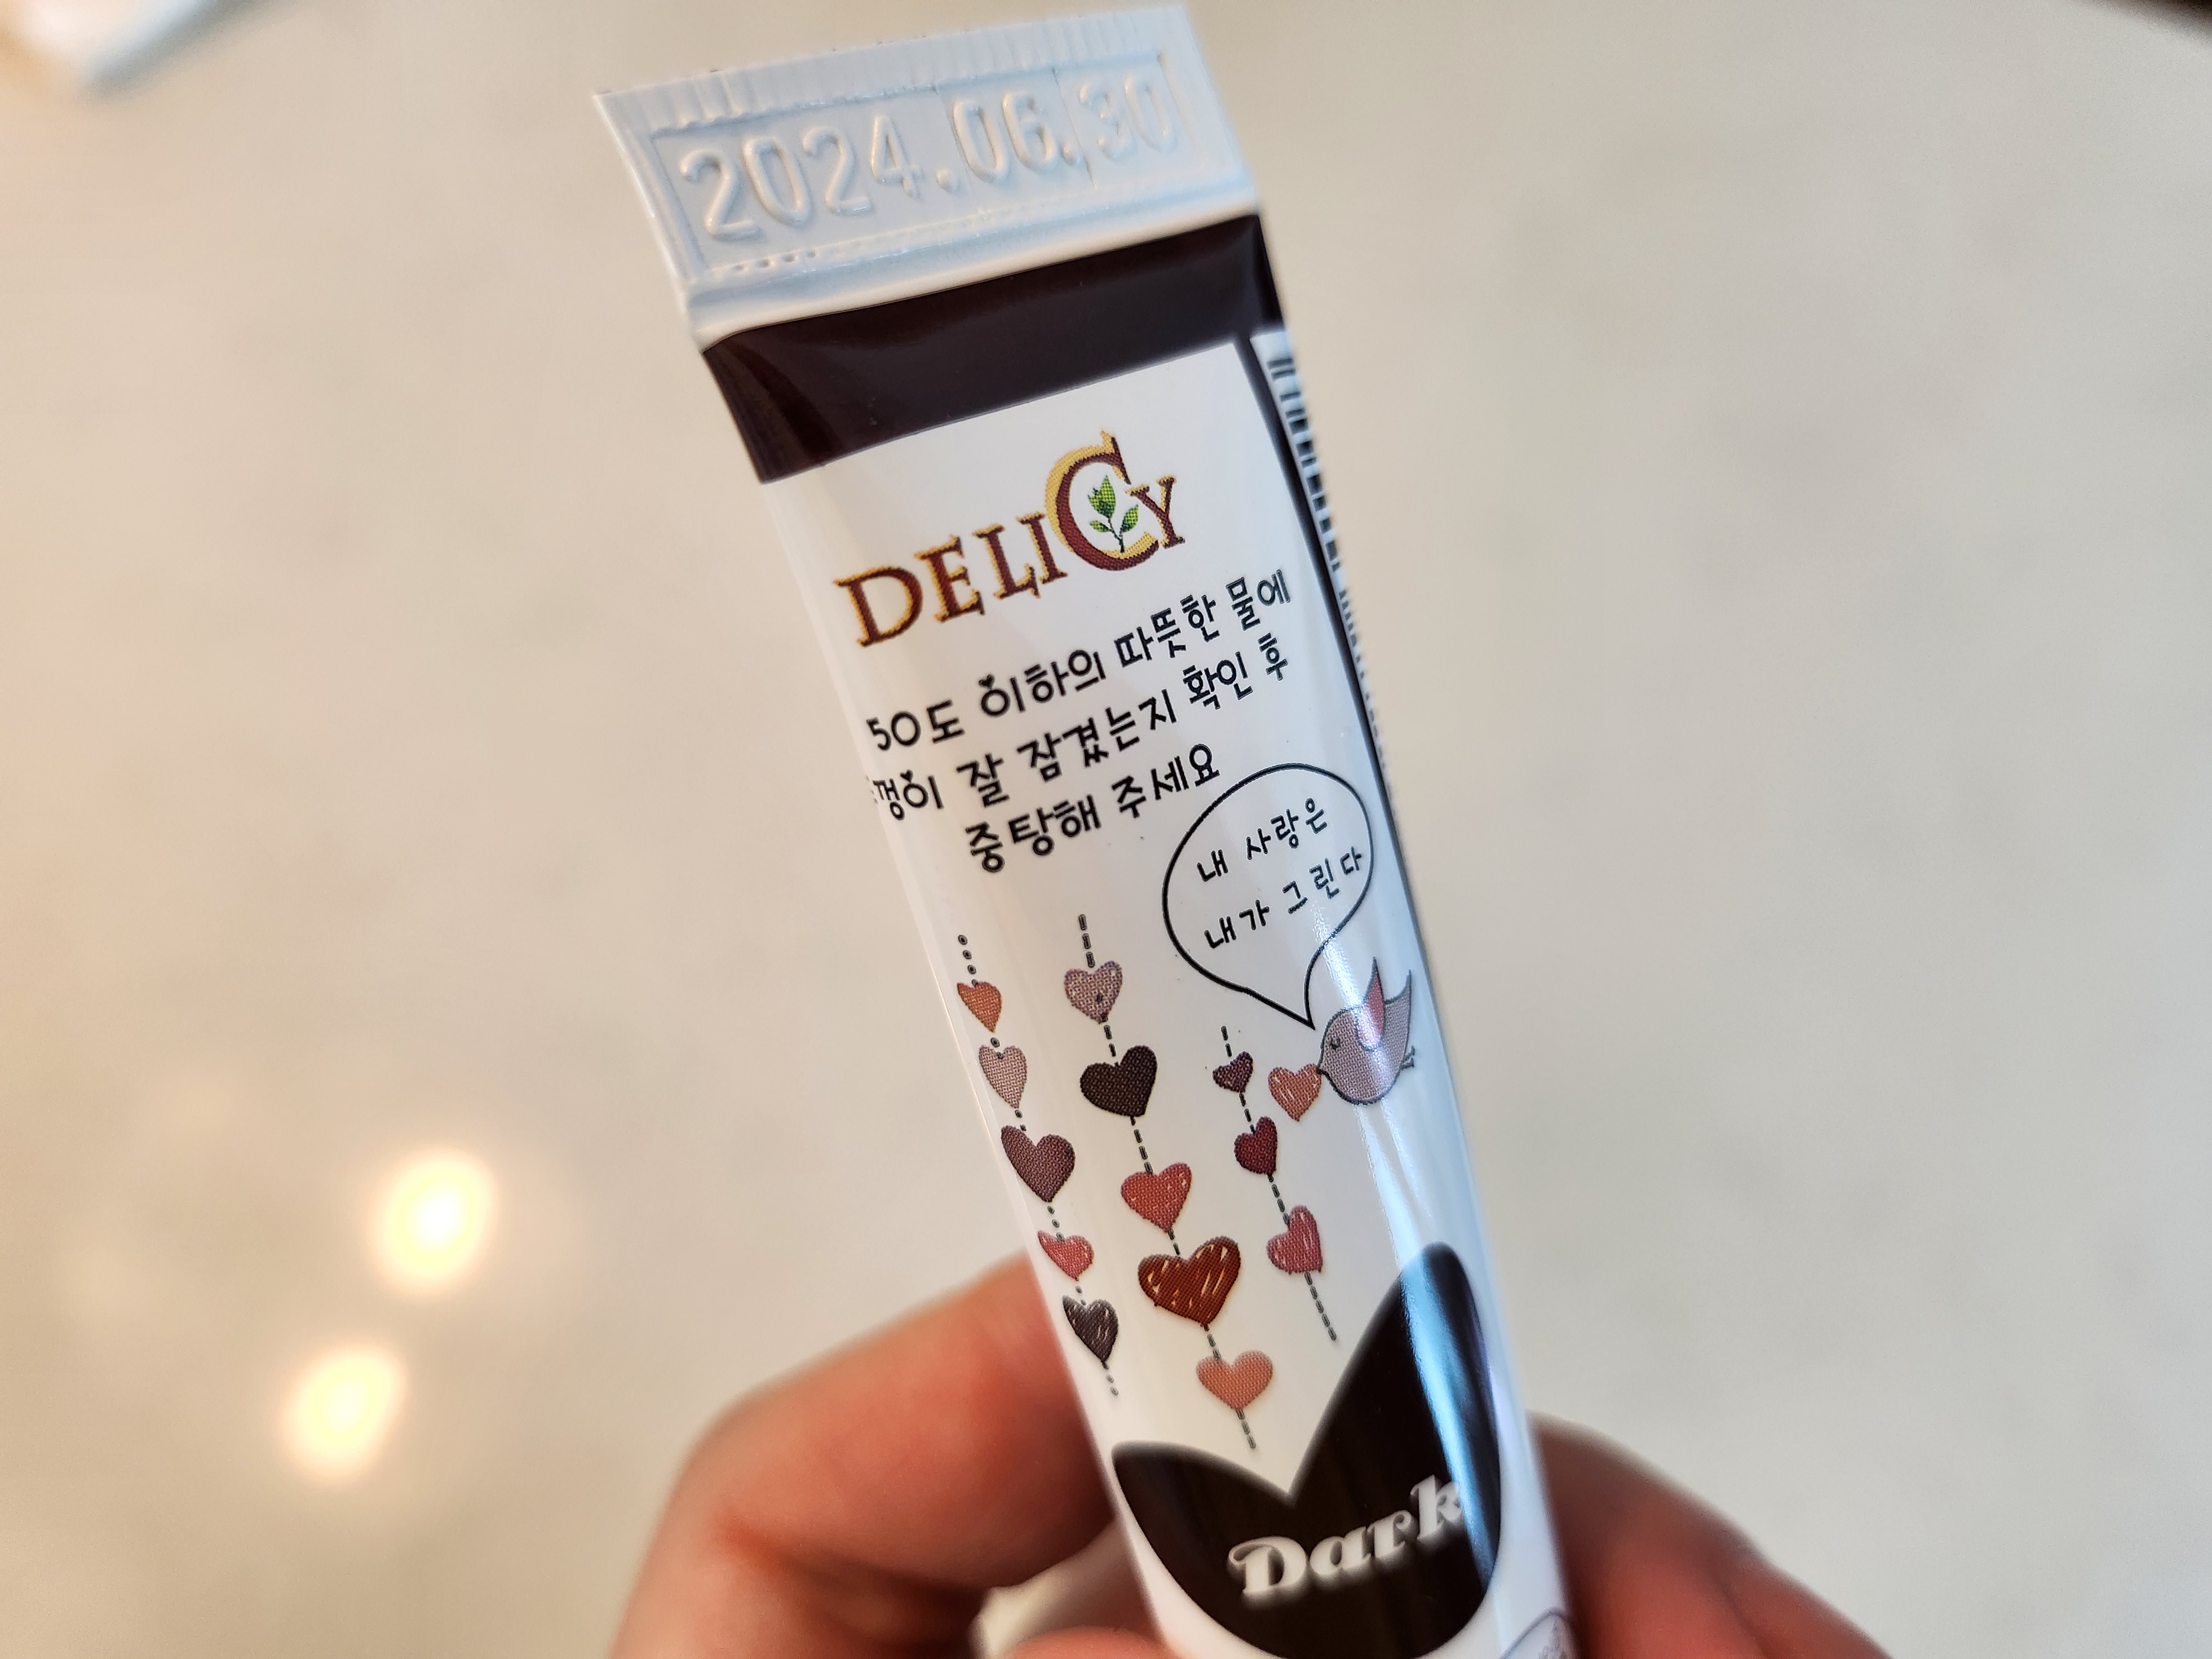 2024.06.30
DELICY
50도 이하의 따뜻한 물에
껑이 잘 잠겼는지 확인 후
중탕해 주세요
내 사랑은
내가 그린다
Dark